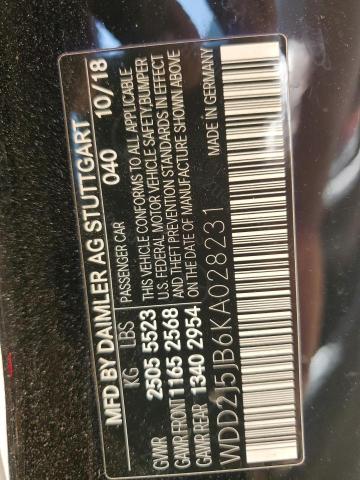 MFD BY DAIMLER AG STUTTGART 10/18
040
KG LBS PASSENGER CAR
GVWR 2505 5523 THIS VEHICLE CONFORMS TO ALL APPLICABLE
U.S. FEDERAL MOTOR VEHICLE SAFETY BUMPER
GAWR FRONT 1165 2568 AND THEFT PREVENTION STANDARDS IN EFFECT
GAWR REAR 1340 2954 ON THE DATE OF MANUFACTURE SHOWN ABOVE
MADE IN GERMANY
WDD2J5JB6KA028231